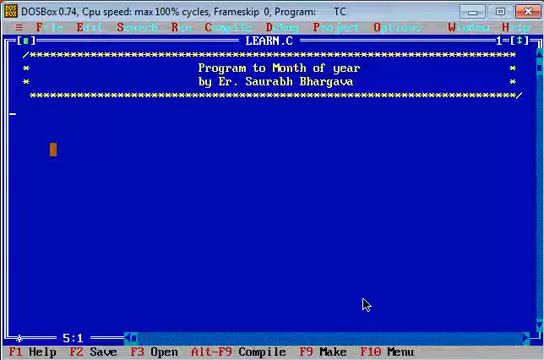 DOSBox 0.74, Cpu speed: max 100% cycles, Frameskip 0, Program: TC
≡ File Edit Search Run Compile Debug Project Options Window Help
[■] LEARN.C 1=[↕]
/******************************************************************
* Program to Month of year *
* by Er. Saurabh Bhargava *
******************************************************************/
* 5:1
F1 Help F2 Save F3 Open Alt-F9 Compile F9 Make F10 Menu